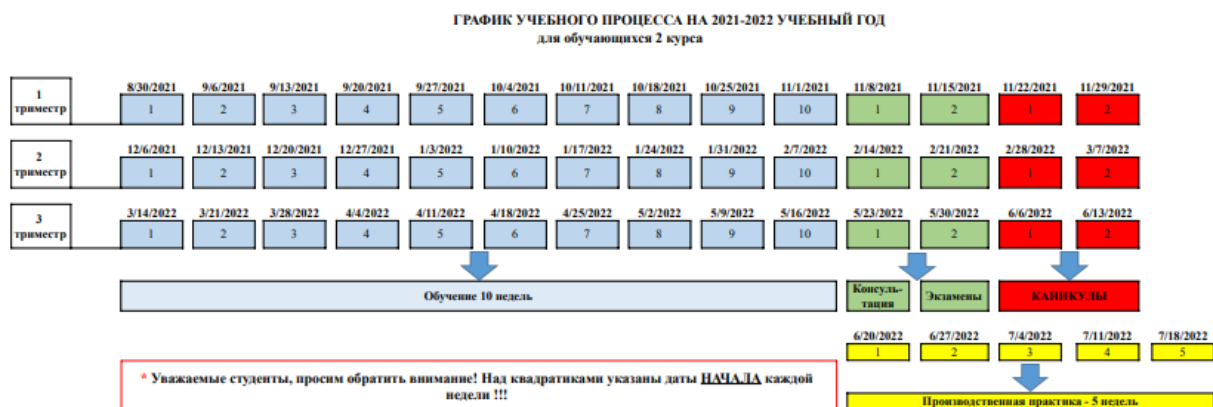 ГРАФИК УЧЕБНОГО ПРОЦЕССА НА 2021-2022 УЧЕБНЫЙ ГОД
для обучающихся 2 курса
8/30/2021 9/6/2021 9/13/2021 9/20/2021 9/27/2021 10/4/2021 10/11/2021 10/18/2021 10/25/2021 11/1/2021 11/8/2021 11/15/2021 11/22/2021 11/29/2021
1 триместр 1 2 3 4 5 6 7 8 9 10 1 2 1 2
12/6/2021 12/13/2021 12/20/2021 12/27/2021 1/3/2022 1/10/2022 1/17/2022 1/24/2022 1/31/2022 2/7/2022 2/14/2022 2/21/2022 2/28/2022 3/7/2022
2 триместр 1 2 3 4 5 6 7 8 9 10 1 2 1 2
3/14/2022 3/21/2022 3/28/2022 4/4/2022 4/11/2022 4/18/2022 4/25/2022 5/2/2022 5/9/2022 5/16/2022 5/23/2022 5/30/2022 6/6/2022 6/13/2022
3 триместр 1 2 3 4 5 6 7 8 9 10 1 2 1 2
Обучение 10 недель Консуль-тация Экзамены КАНИКУЛЫ
6/20/2022 6/27/2022 7/4/2022 7/11/2022 7/18/2022
1 2 3 4 5
* Уважаемые студенты, просим обратить внимание! Над квадратиками указаны даты НАЧАЛА каждой
недели !!!
Производственная практика - 5 недель